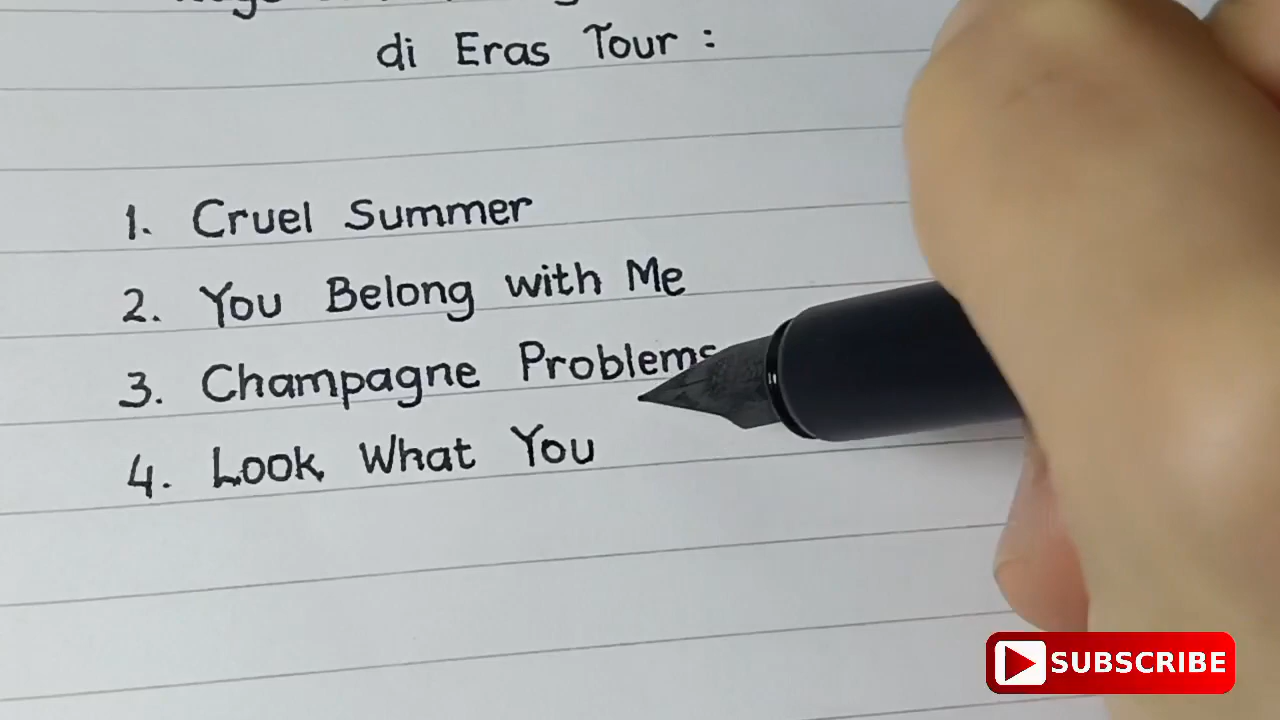 di Eras Tour :
1. Cruel Summer
2. You Belong with Me
3. Champagne Problems
4. Look What You
SUBSCRIBE